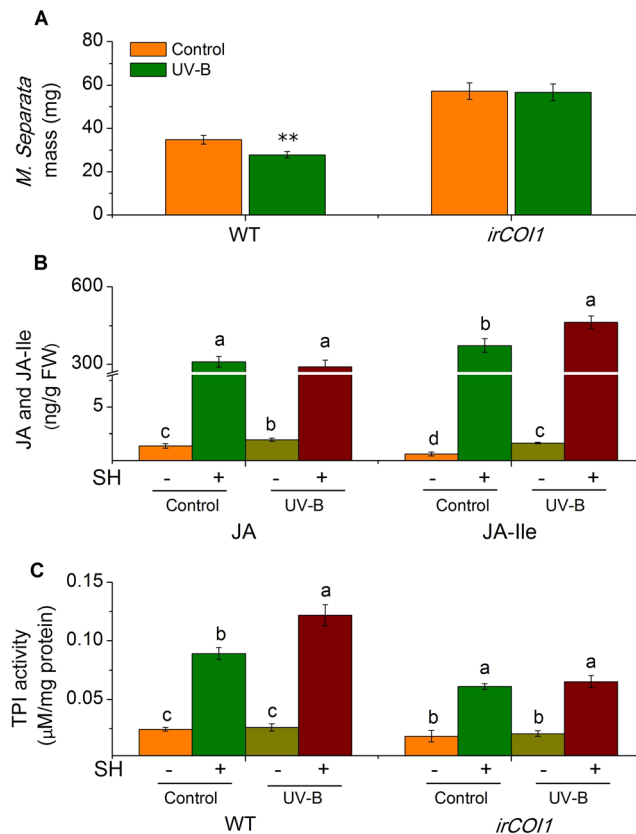 A
Control
UV-B
M. Separata
mass (mg)
80
60
40
20
0
**
WT
irCOI1
B
JA and JA-Ile
(ng/g FW)
600
300
5
c
a
b
a
d
b
c
a
SH - + - + - + - +
Control UV-B Control UV-B
JA JA-Ile
C
TPI activity
(µM/mg protein)
0.15
0.10
0.05
0.00
c
b
c
a
b
a
b
a
SH - + - + - + - +
Control UV-B Control UV-B
WT irCOI1